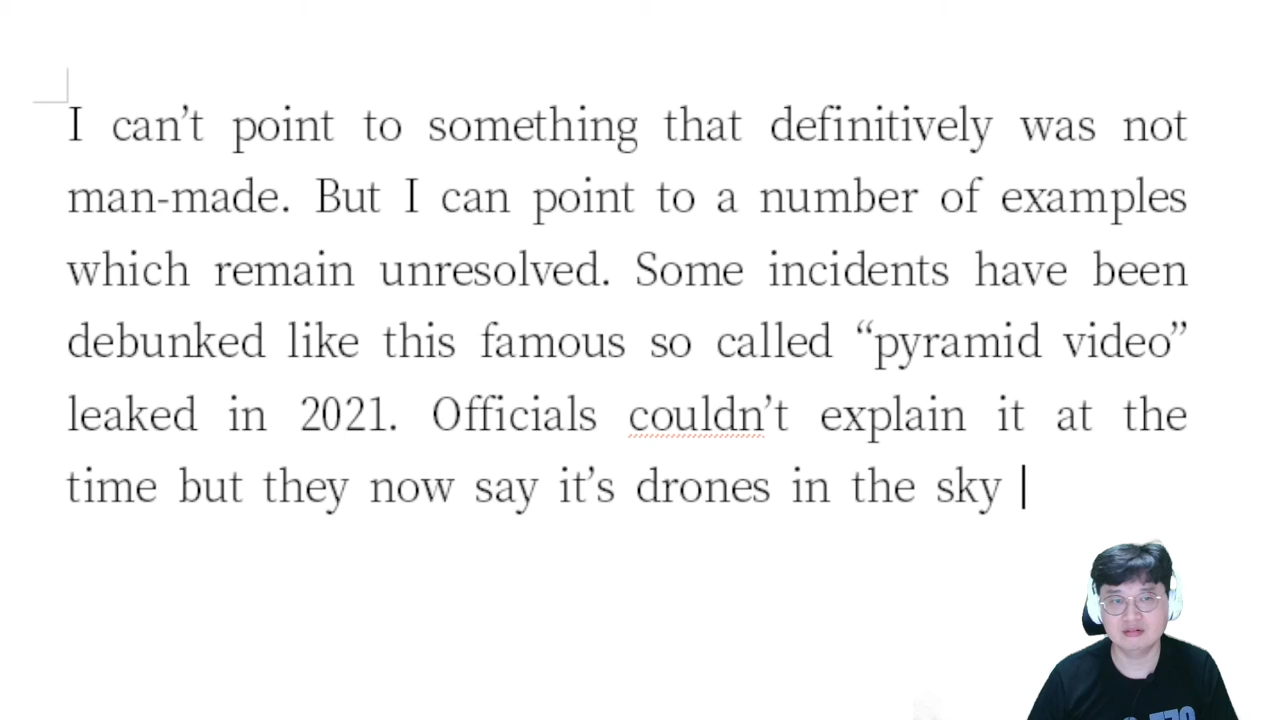 I can’t point to something that definitively was not
man-made. But I can point to a number of examples
which remain unresolved. Some incidents have been
debunked like this famous so called “pyramid video”
leaked in 2021. Officials couldn’t explain it at the
time but they now say it’s drones in the sky